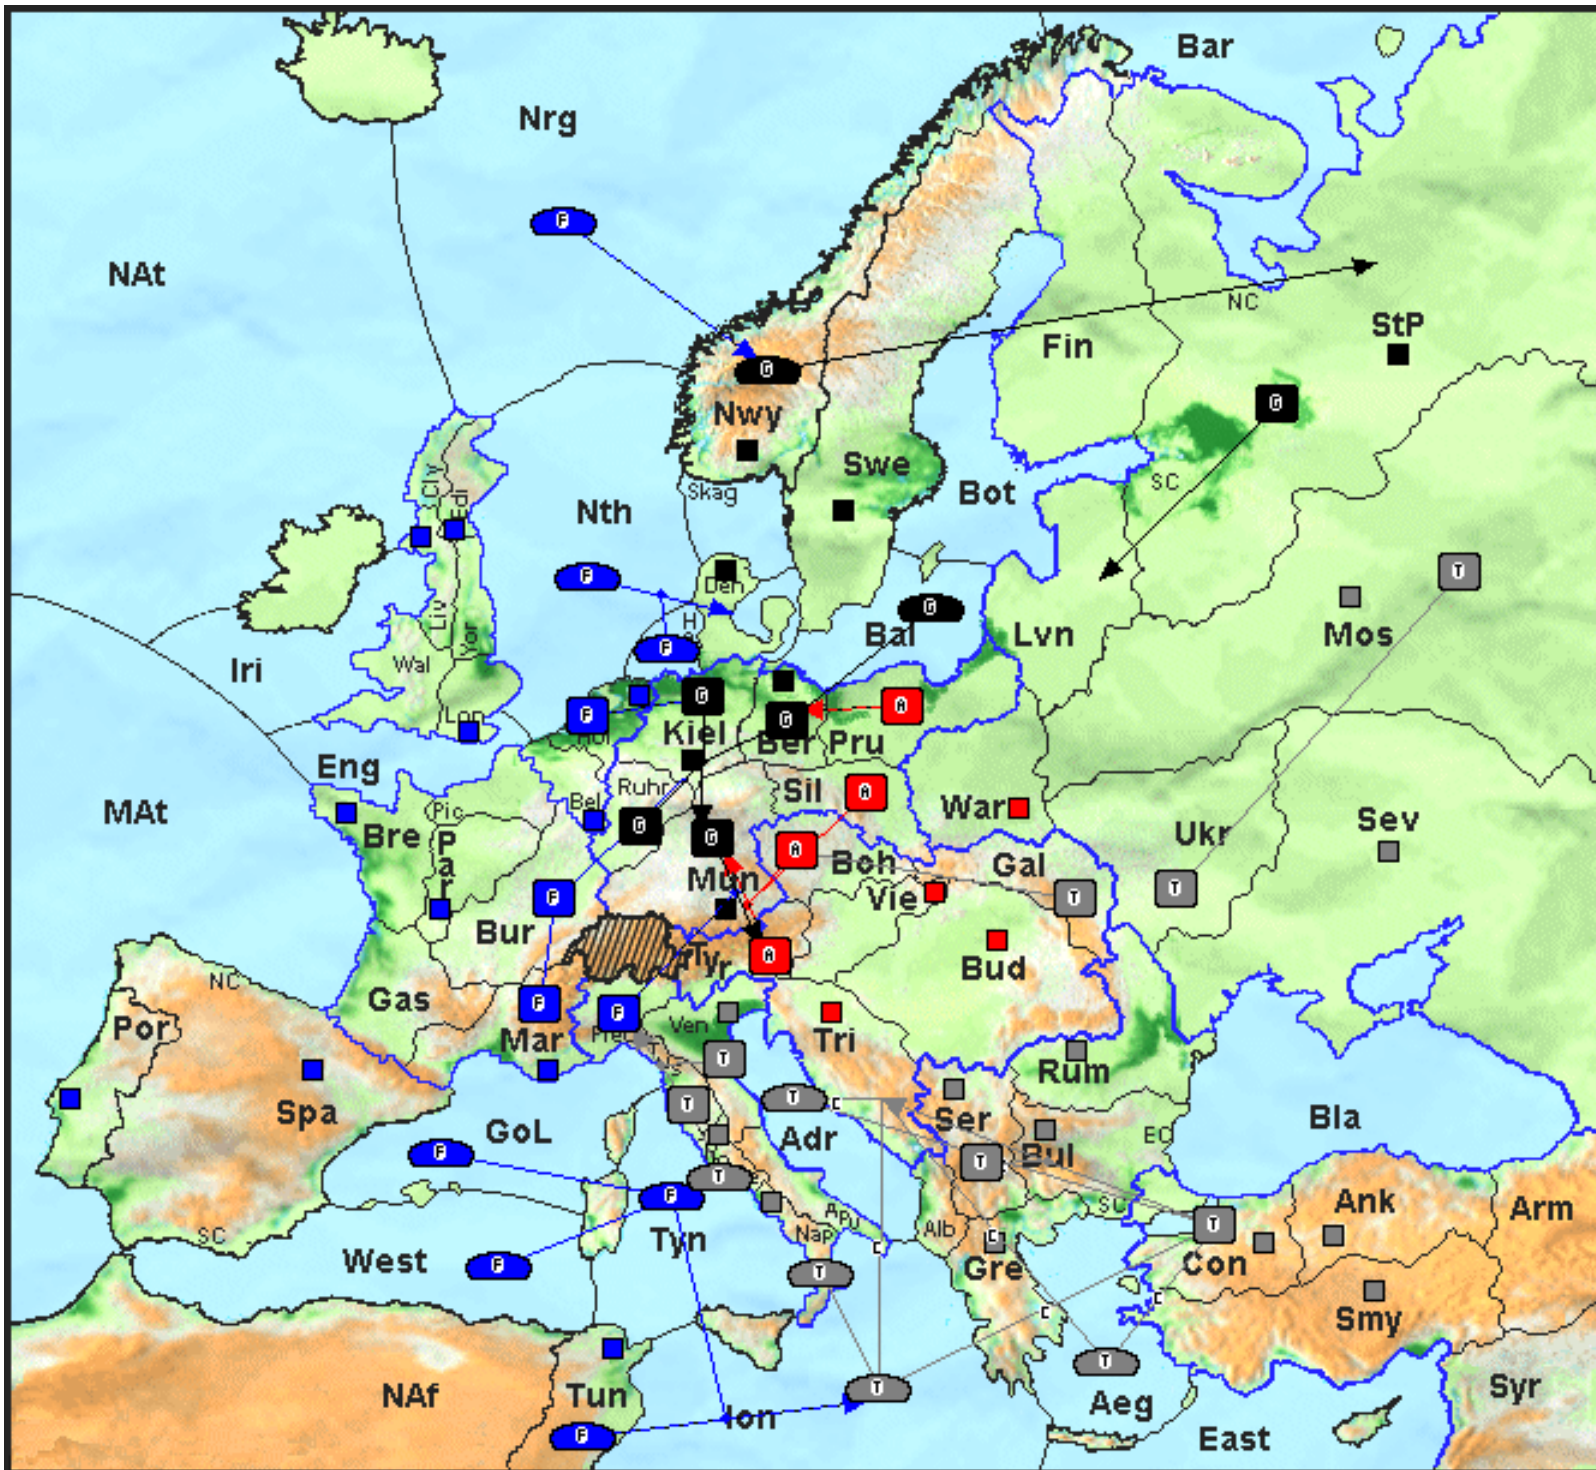 Bar
Nrg
F
NAt
NC
StP
Fin
G
Nwy
G
Swe
Skag
SC
Bot
Cly
Edi
Nth
T
Den
F
G
Mos
Liv
Yor
H
Bal
Lvn
Iri
Wal
F
G
A
F
Lon
G
Kiel
Ber
Pru
Hol
Eng
Ruhr
Sil
A
War
MAt
Pic
Bel
Bre
Par
G
G
A
Boh
Gal
Ukr
Sev
Mun
Vie
T
T
F
Bur
Tyr
A
Bud
NC
Gas
F
F
Por
Mar
Pie
Ven
Tri
T
Rum
Spa
T
T
C
Ser
Bla
GoL
Adr
Bul
EC
F
T
T
F
SC
Ank
Arm
SC
West
Tyn
Nap
Apu
Alb
T
C
C
Gre
Con
F
T
C
C
Smy
T
NAf
Tun
T
Syr
Ion
Aeg
F
East